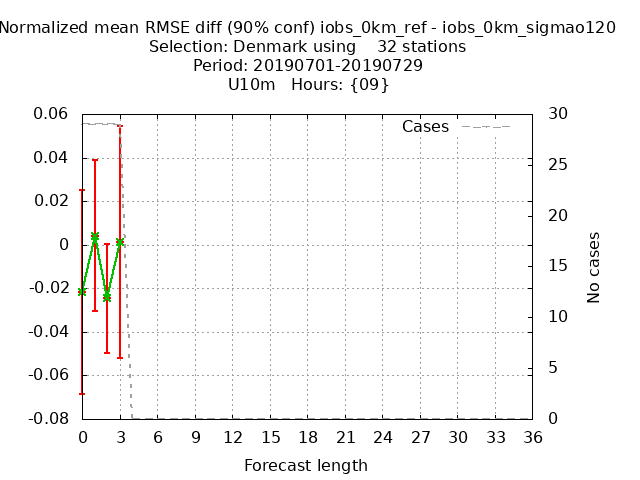 Normalized mean RMSE diff (90% conf) iobs_0km_ref - iobs_0km_sigmao120
Selection: Denmark using 32 stations
Period: 20190701-20190729
U10m Hours: {09}
Cases
0.06
0.04
0.02
0
-0.02
-0.04
-0.06
-0.08
30
25
20
15
10
5
0
No cases
0 3 6 9 12 15 18 21 24 27 30 33 36
Forecast length